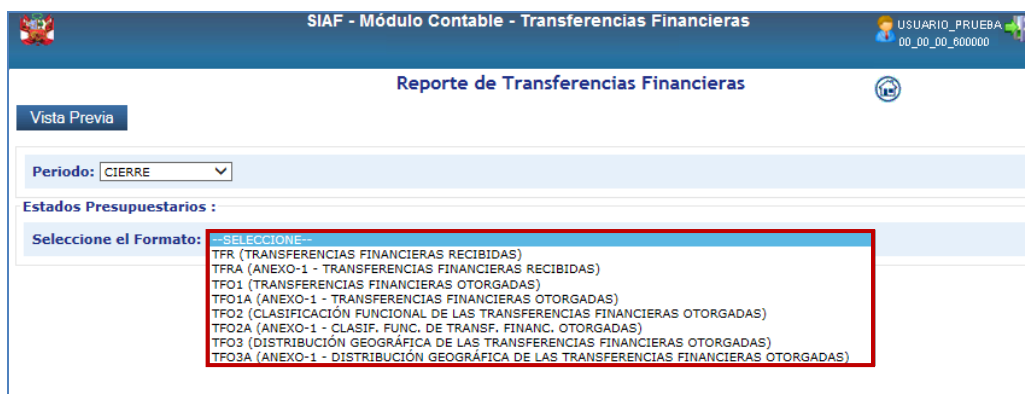 SIAF - Módulo Contable - Transferencias Financieras
USUARIO_PRUEBA
00_00_00_600000
Reporte de Transferencias Financieras
Vista Previa
Periodo: CIERRE
Estados Presupuestarios :
Seleccione el Formato: --SELECCIONE--
TFR (TRANSFERENCIAS FINANCIERAS RECIBIDAS)
TFRA (ANEXO-1 - TRANSFERENCIAS FINANCIERAS RECIBIDAS)
TFO1 (TRANSFERENCIAS FINANCIERAS OTORGADAS)
TFO1A (ANEXO-1 - TRANSFERENCIAS FINANCIERAS OTORGADAS)
TFO2 (CLASIFICACIÓN FUNCIONAL DE LAS TRANSFERENCIAS FINANCIERAS OTORGADAS)
TFO2A (ANEXO-1 - CLASIF. FUNC. DE TRANSF. FINANC. OTORGADAS)
TFO3 (DISTRIBUCIÓN GEOGRÁFICA DE LAS TRANSFERENCIAS FINANCIERAS OTORGADAS)
TFO3A (ANEXO-1 - DISTRIBUCIÓN GEOGRÁFICA DE LAS TRANSFERENCIAS FINANCIERAS OTORGADAS)